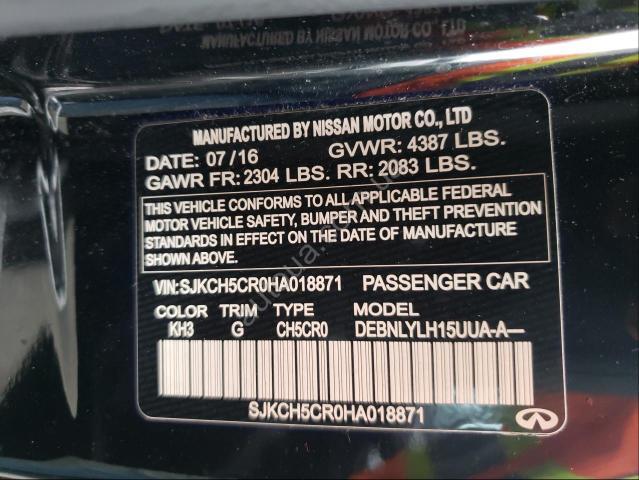 MANUFACTURED BY NISSAN MOTOR CO., LTD
DATE: 07/16 GVWR: 4387 LBS.
GAWR FR: 2304 LBS. RR: 2083 LBS.
THIS VEHICLE CONFORMS TO ALL APPLICABLE FEDERAL
MOTOR VEHICLE SAFETY, BUMPER AND THEFT PREVENTION
STANDARDS IN EFFECT ON THE DATE OF MANUFACTURE
SHOWN ABOVE.
VIN:SJKCH5CR0HA018871 PASSENGER CAR
COLOR TRIM TYPE MODEL
KH3 G CH5CR0 DEBNLYLH15UUA-A—
SJKCH5CR0HA018871